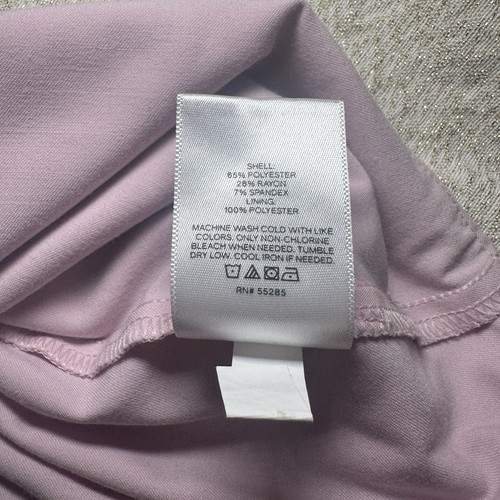 SHELL:
65% POLYESTER
28% RAYON
7% SPANDEX
LINING:
100% POLYESTER
MACHINE WASH COLD WITH LIKE
COLORS. ONLY NON-CHLORINE
BLEACH WHEN NEEDED. TUMBLE
DRY LOW. COOL IRON IF NEEDED.
RN# 55285